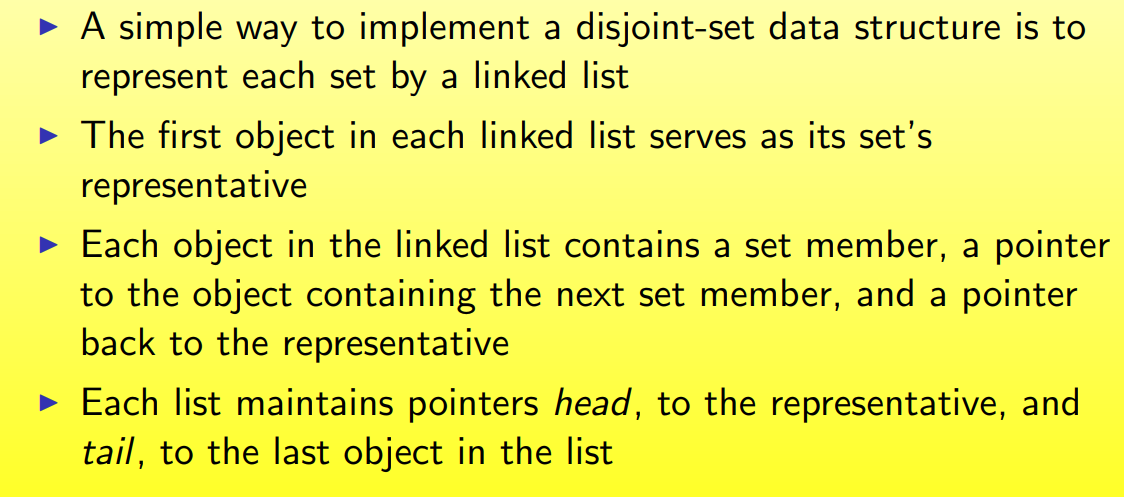 ▶ A simple way to implement a disjoint-set data structure is to
represent each set by a linked list
▶ The first object in each linked list serves as its set's
representative
▶ Each object in the linked list contains a set member, a pointer
to the object containing the next set member, and a pointer
back to the representative
▶ Each list maintains pointers head, to the representative, and
tail, to the last object in the list